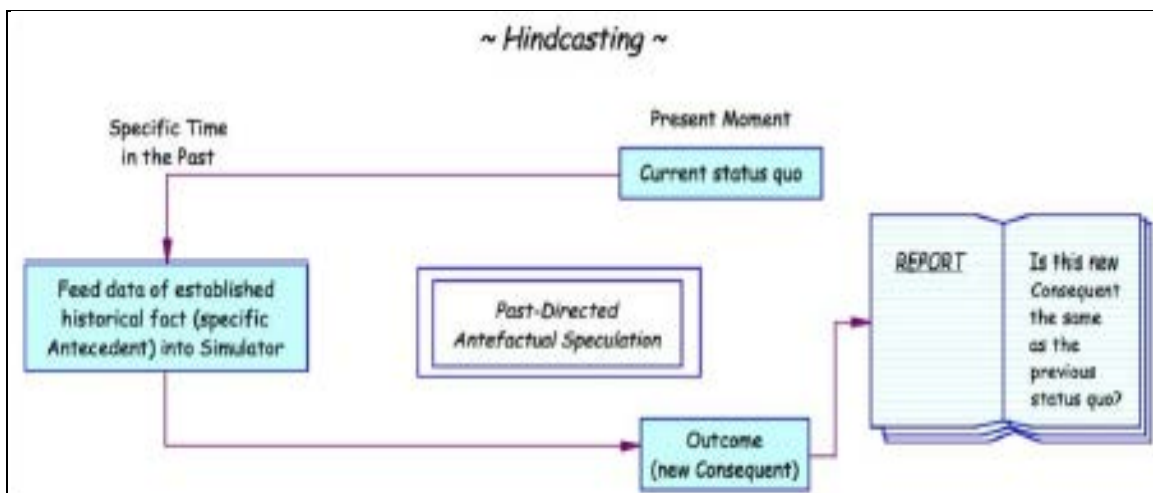 ~ Hindcasting ~
Specific Time
in the Past
Present Moment
Current status quo
Feed data of established
historical fact (specific
Antecedent) into Simulator
Past-Directed
Antefactual Speculation
Outcome
(new Consequent)
REPORT
Is this new
Consequent
the same
as the
previous
status quo?